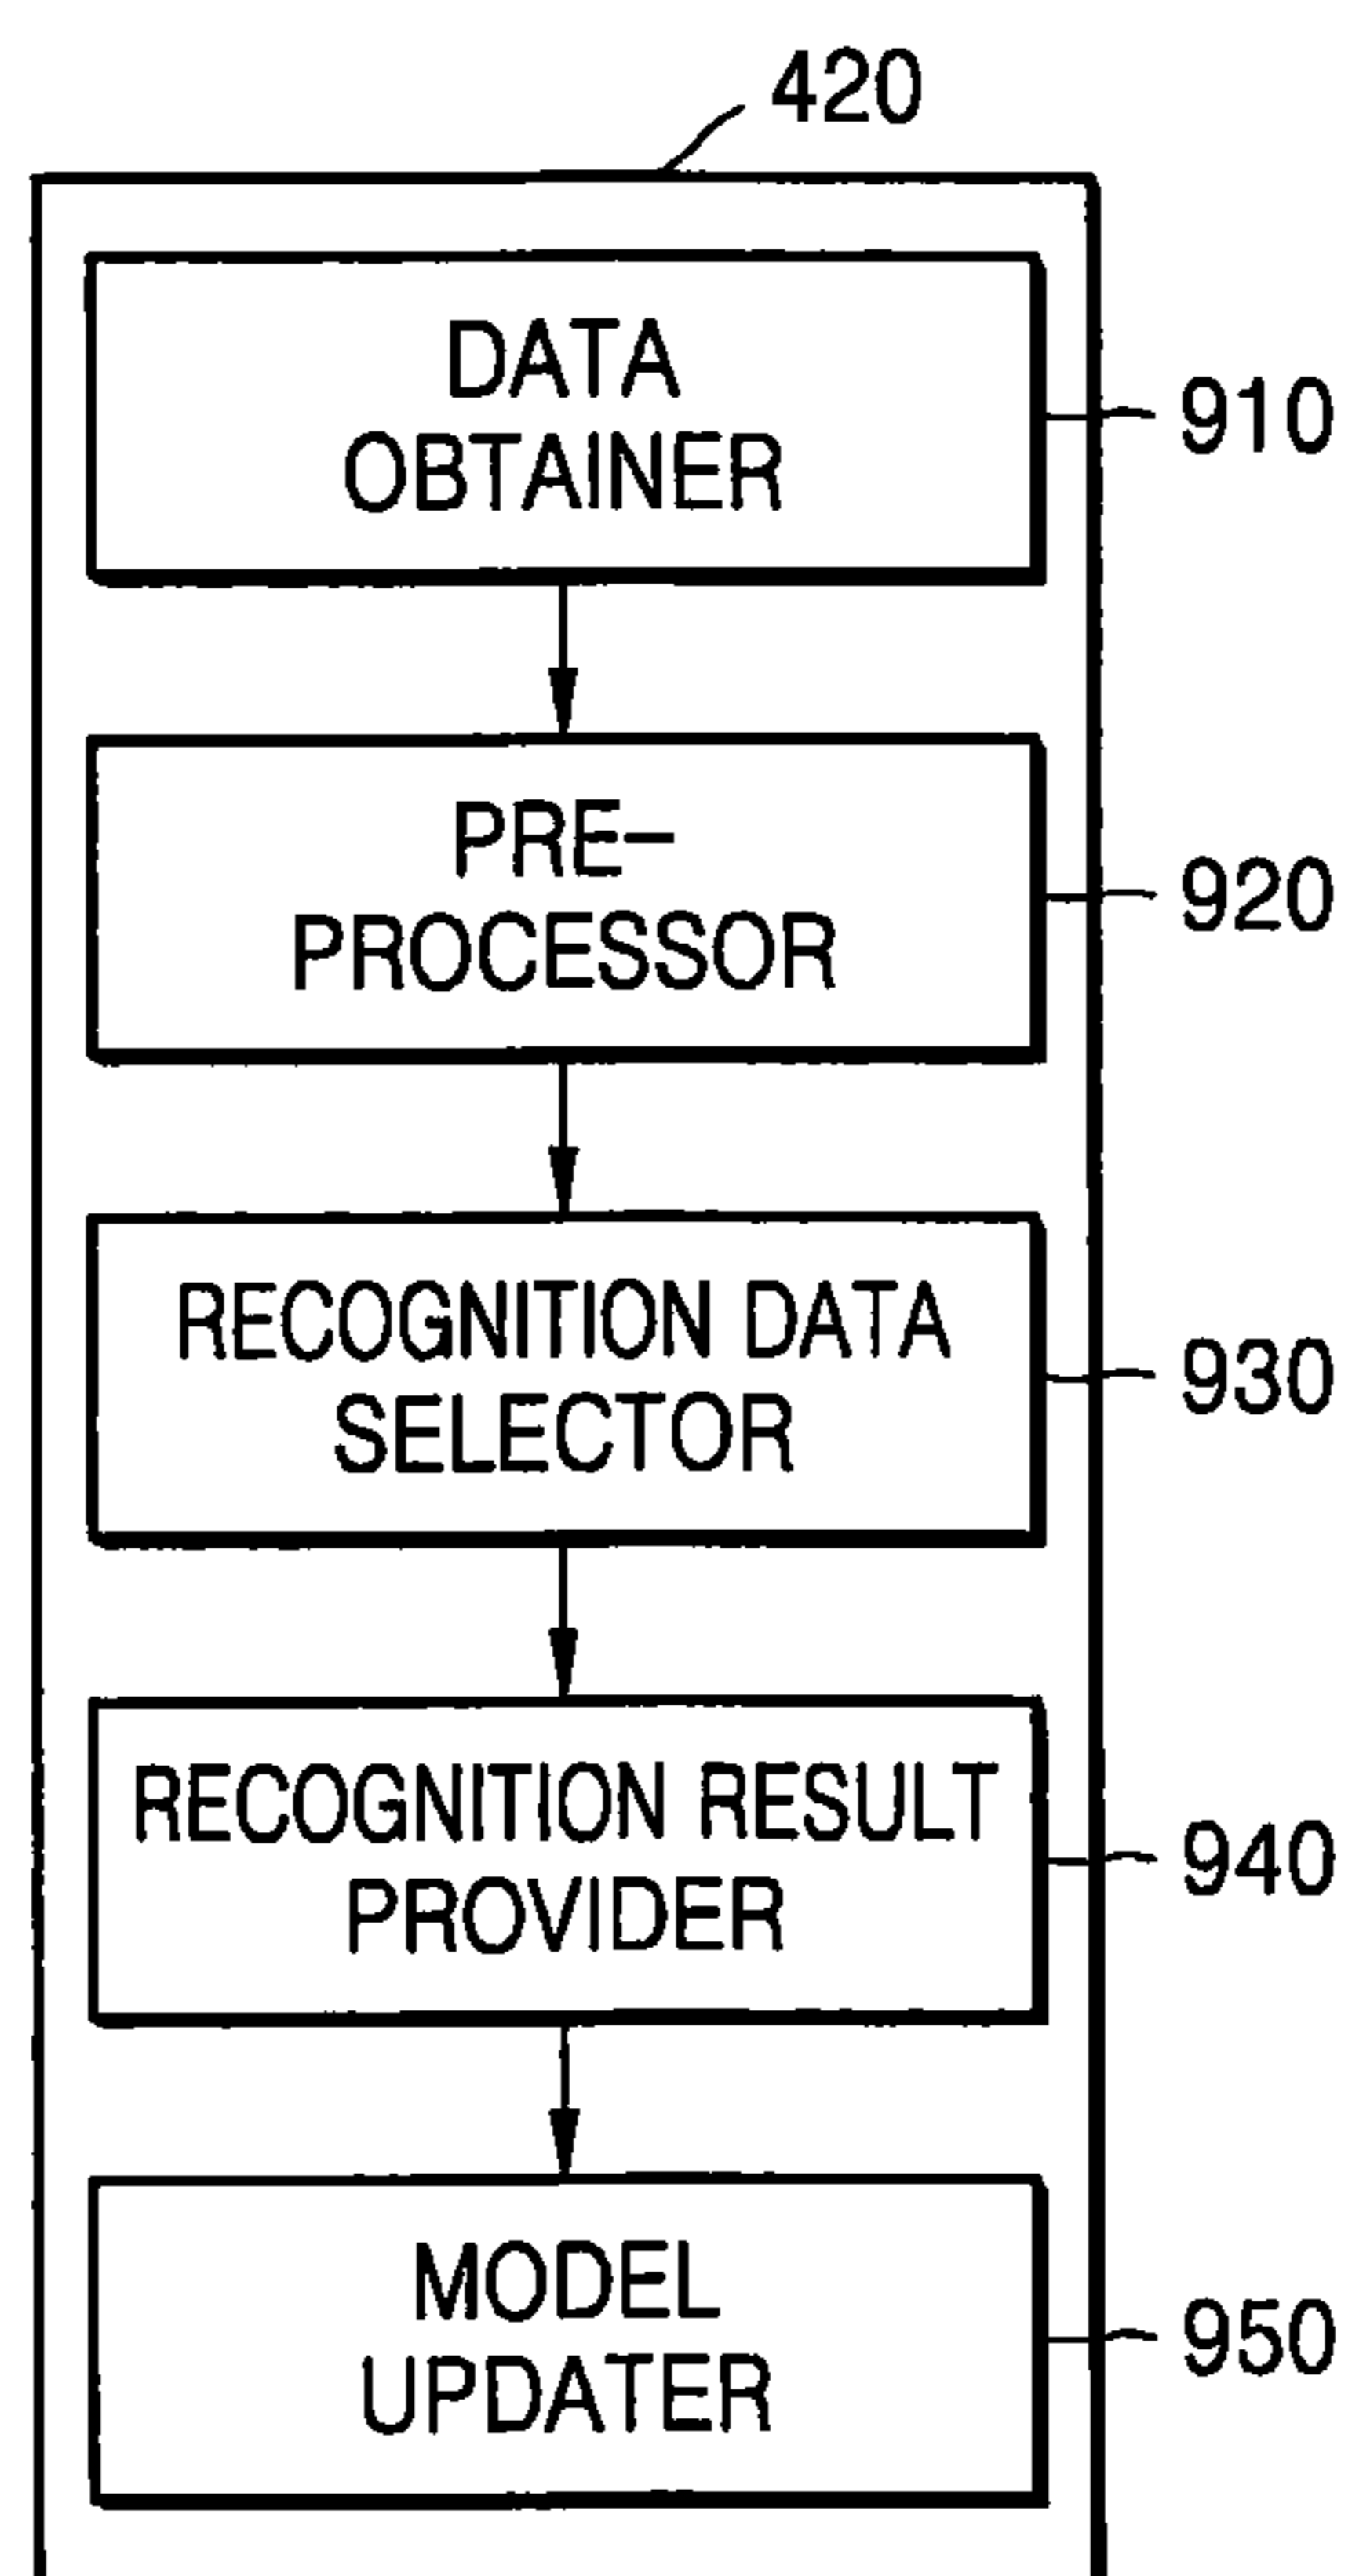 420
DATA
OBTAINER
910
PRE-
PROCESSOR
920
RECOGNITION DATA
SELECTOR
930
RECOGNITION RESULT
PROVIDER
940
MODEL
UPDATER
950